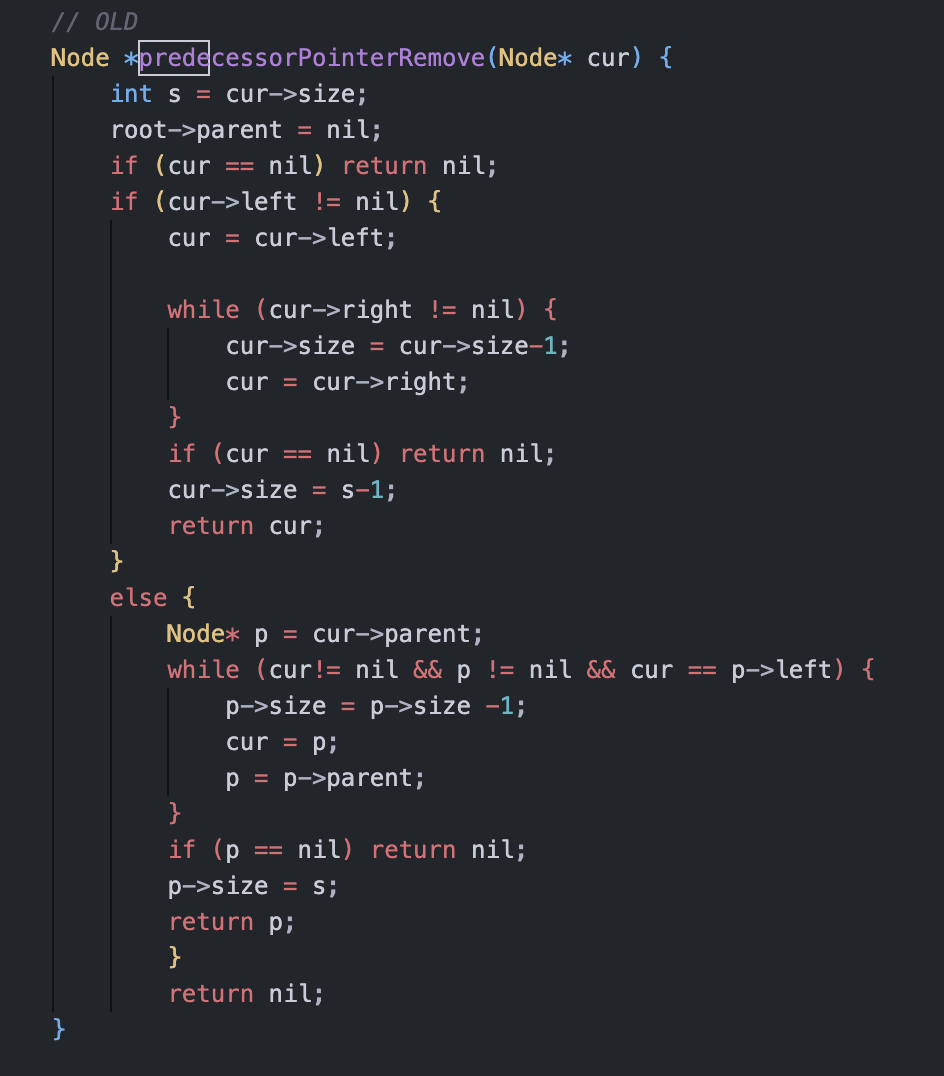 // OLD
Node *predecessorPointerRemove(Node* cur) {
    int s = cur->size;
    root->parent = nil;
    if (cur == nil) return nil;
    if (cur->left != nil) {
        cur = cur->left;

        while (cur->right != nil) {
            cur->size = cur->size-1;
            cur = cur->right;
        }
        if (cur == nil) return nil;
        cur->size = s-1;
        return cur;
    }
    else {
        Node* p = cur->parent;
        while (cur!= nil && p != nil && cur == p->left) {
            p->size = p->size -1;
            cur = p;
            p = p->parent;
        }
        if (p == nil) return nil;
        p->size = s;
        return p;
        }
        return nil;
}